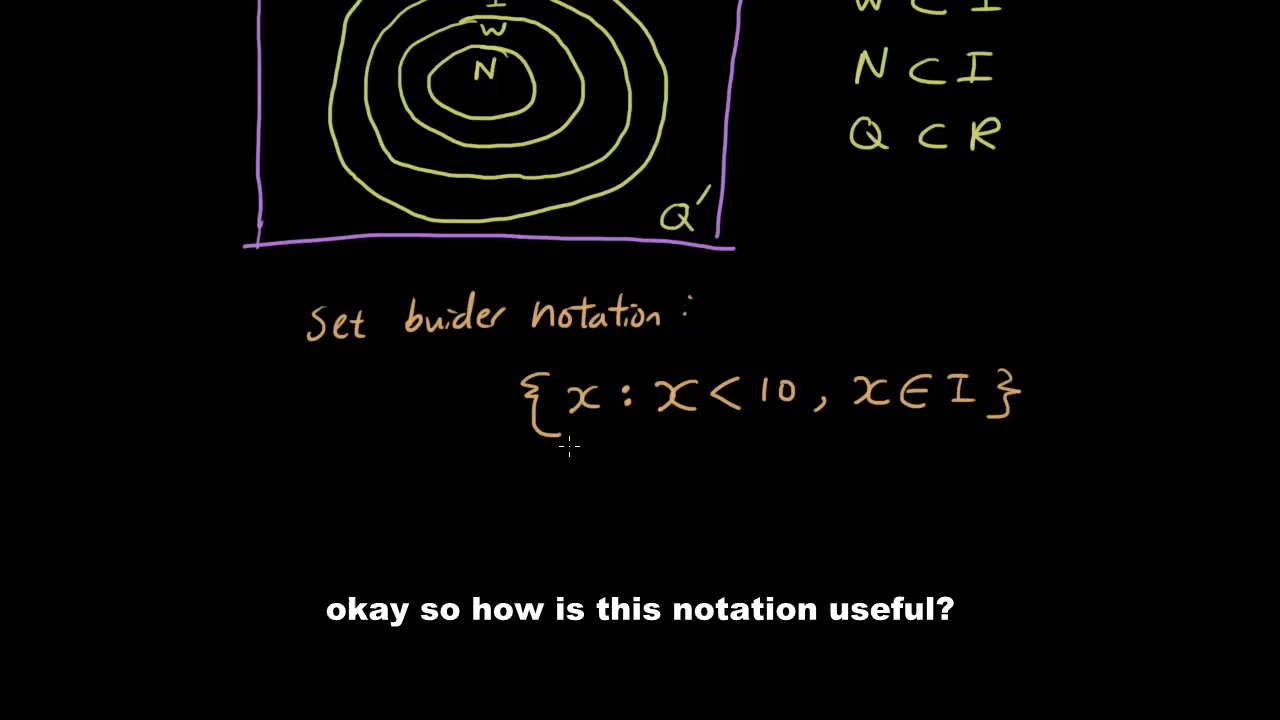 I
W
N
Q'
W ⊂ I
N ⊂ I
Q ⊂ R
Set buider notation :
{ x : x < 10 , x ∈ I }
okay so how is this notation useful?